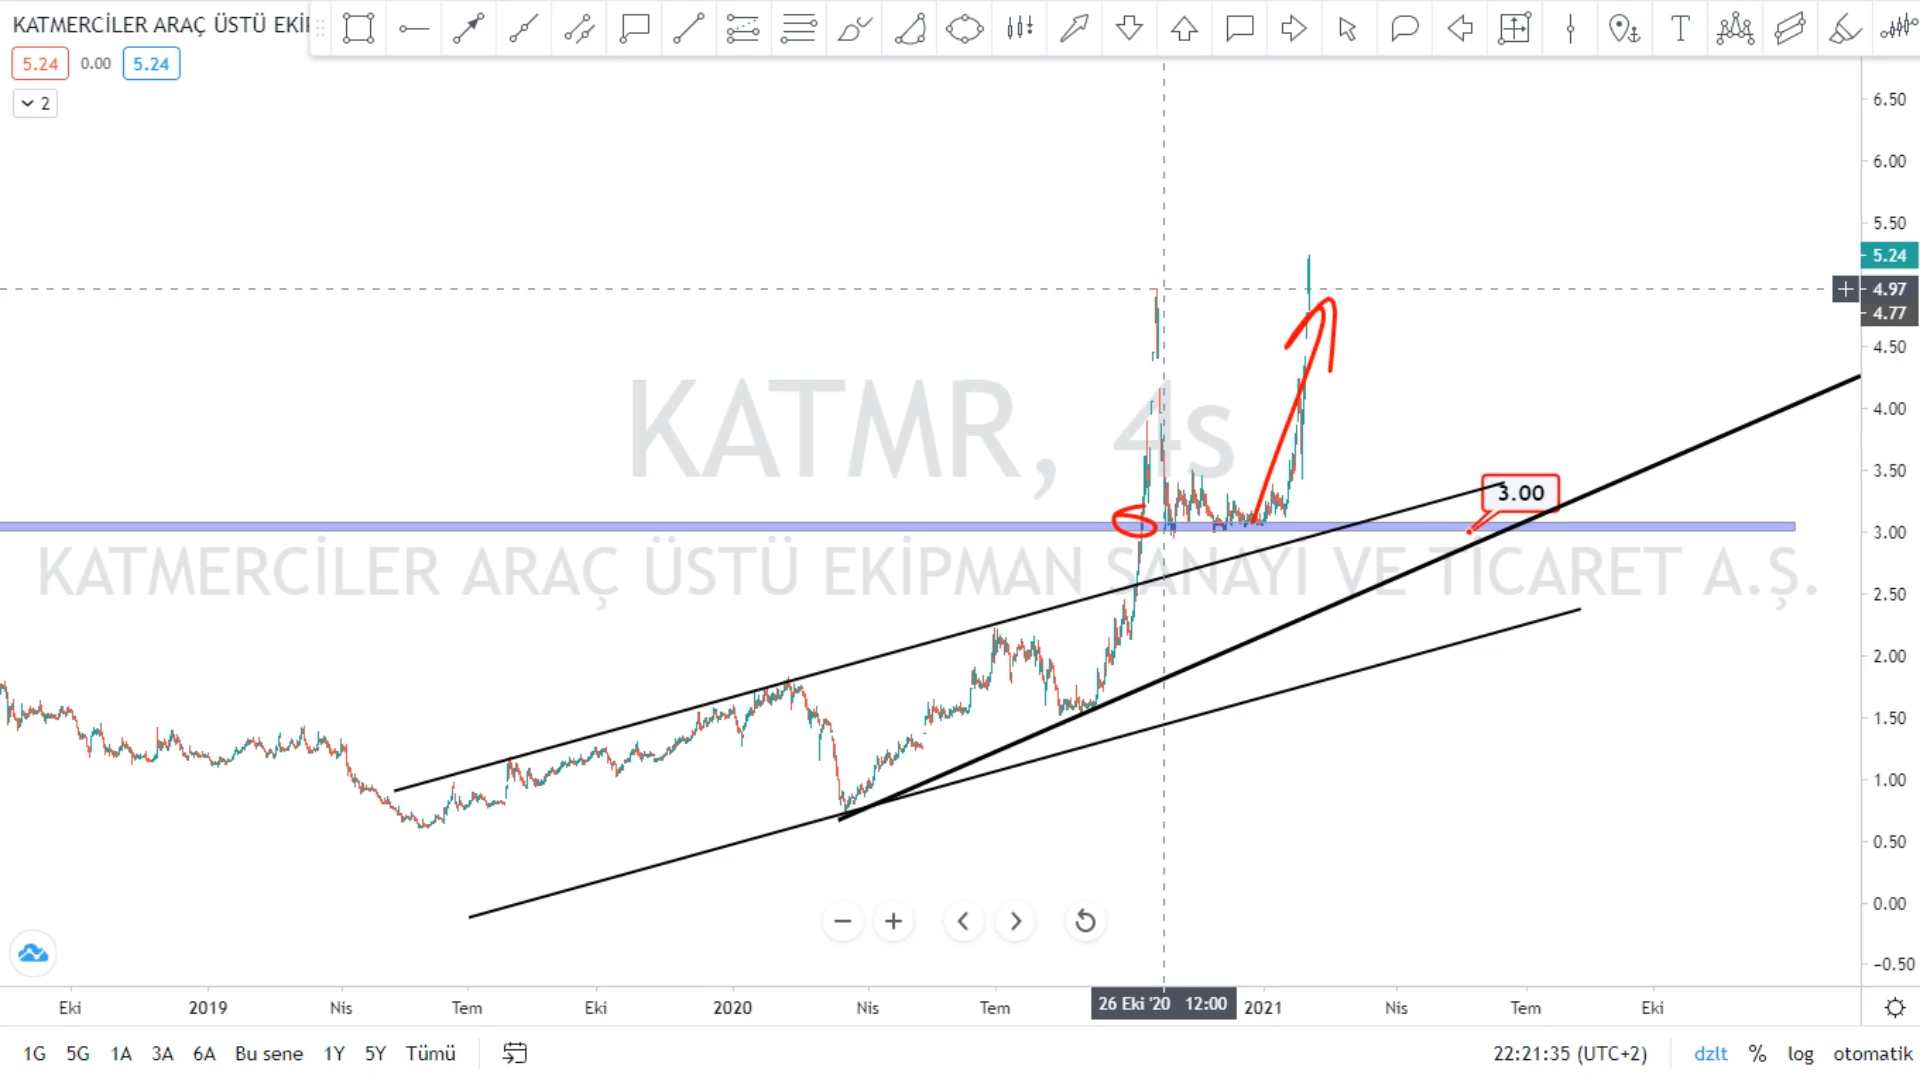 KATMERCİLER ARAÇ ÜSTÜ EKİ
5.24 0.00 5.24
2
T
6.50
6.00
5.50
5.24
4.97
4.77
4.50
4.00
3.50
3.00
2.50
2.00
1.50
1.00
0.50
0.00
-0.50
KATMR, 4s
3.00
KATMERCİLER ARAÇ ÜSTÜ EKİPMAN SANAYİ VE TİCARET A.Ş.
Eki 2019 Nis Tem Eki 2020 Nis Tem 26 Eki '20 12:00 2021 Nis Tem Eki
1G 5G 1A 3A 6A Bu sene 1Y 5Y Tümü 22:21:35 (UTC+2) dzlt % log otomatik